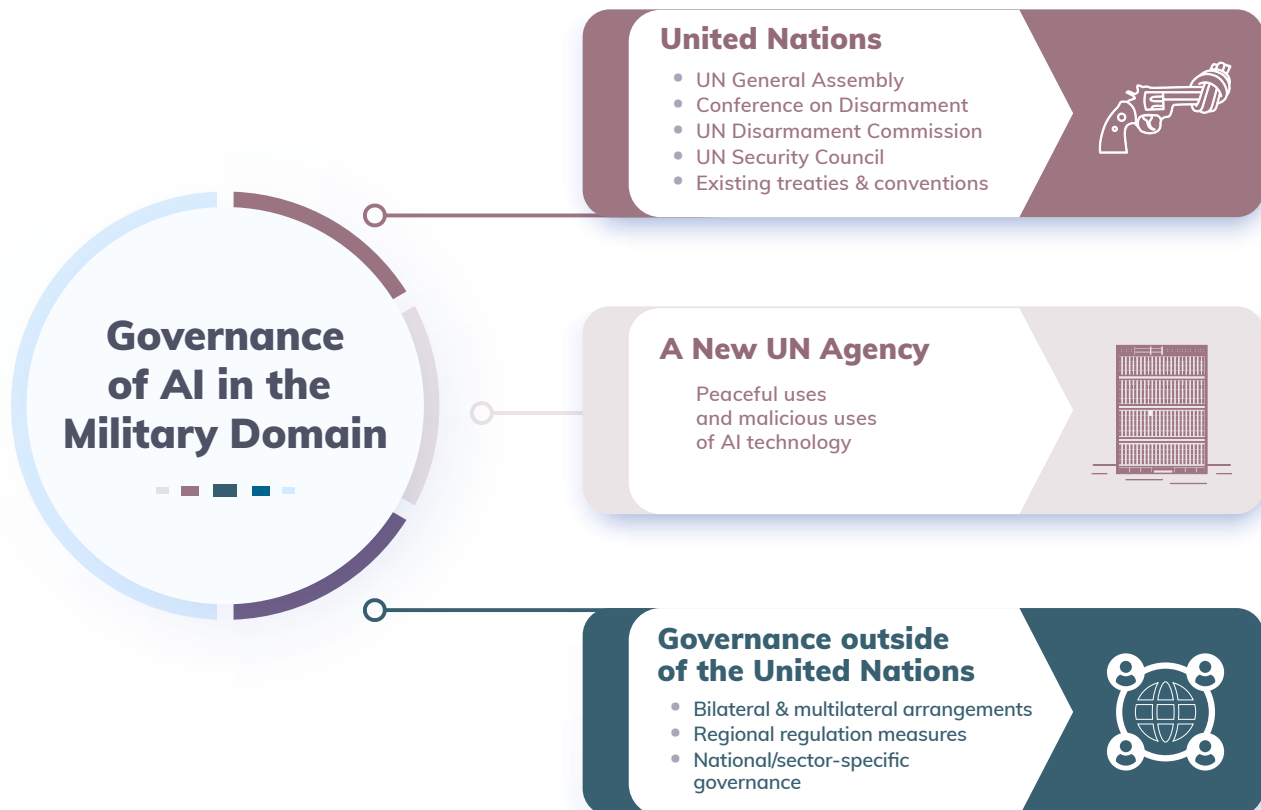 Governance
of AI in the
Military Domain
United Nations
UN General Assembly
Conference on Disarmament
UN Disarmament Commission
UN Security Council
Existing treaties & conventions
A New UN Agency
Peaceful uses
and malicious uses
of AI technology
Governance outside
of the United Nations
Bilateral & multilateral arrangements
Regional regulation measures
National/sector-specific
governance